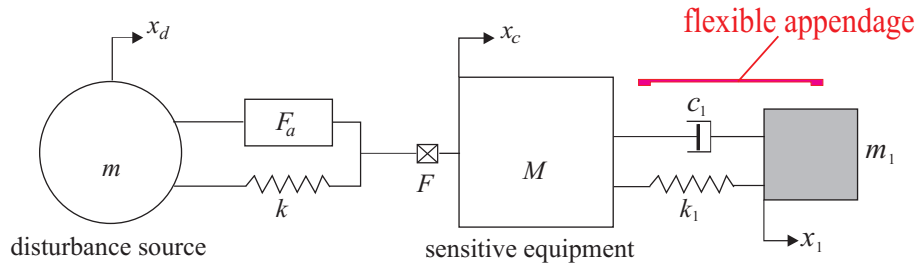 flexible appendage
x_d
x_c
F_a
c_1
m
F
M
m_1
k
k_1
disturbance source
sensitive equipment
x_1